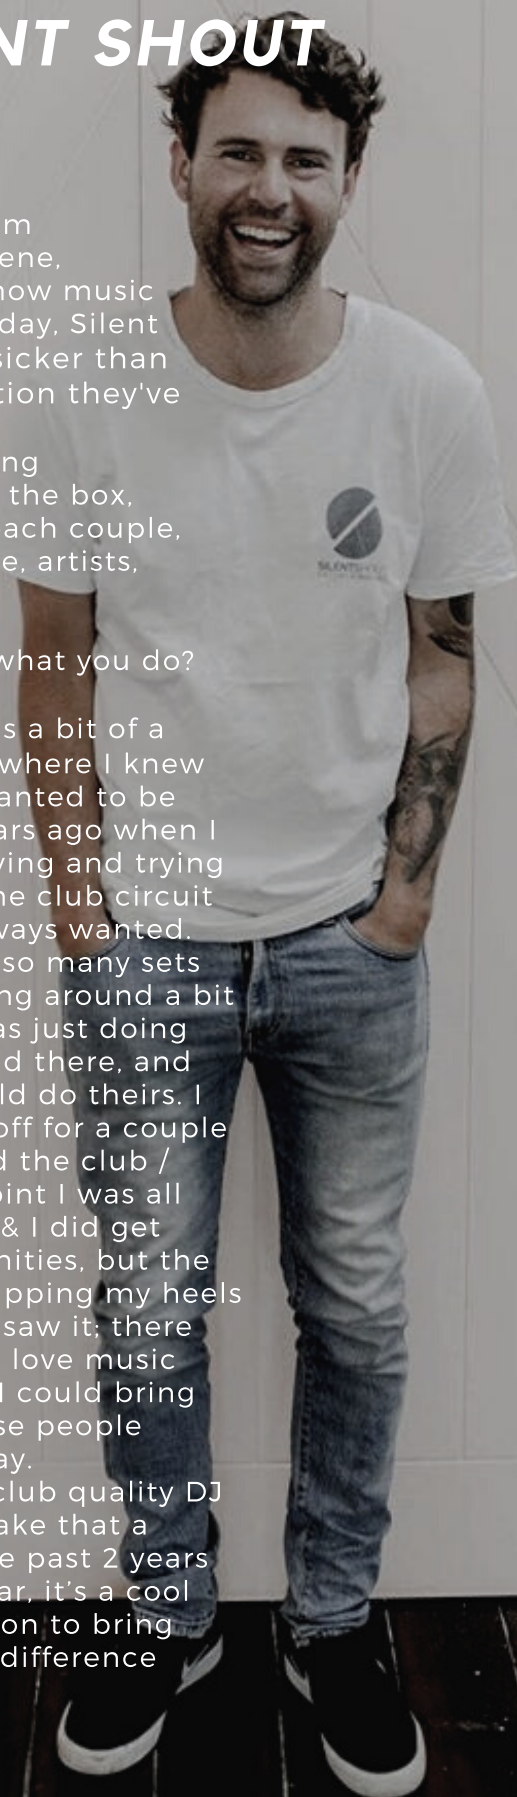 NT SHOUT
m
ene,
now music
day, Silent
sicker than
tion they've
ng
the box,
ach couple,
e, artists,
SILENTSHOUT
what you do?
s a bit of a
where I knew
anted to be
ars ago when I
ying and trying
he club circuit
ways wanted.
so many sets
ng around a bit
as just doing
d there, and
ld do theirs. I
off for a couple
d the club /
oint I was all
& I did get
nities, but the
pping my heels
saw it; there
love music
I could bring
se people
ay.
club quality DJ
ake that a
e past 2 years
ar, it’s a cool
on to bring
difference